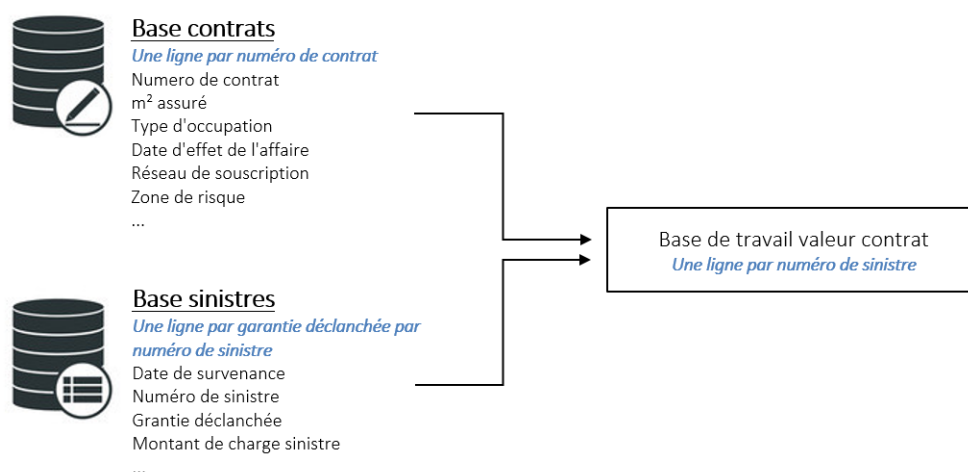 Base contrats
Une ligne par numéro de contrat
Numero de contrat
m² assuré
Type d'occupation
Date d'effet de l'affaire
Réseau de souscription
Zone de risque
...
Base de travail valeur contrat
Une ligne par numéro de sinistre
Base sinistres
Une ligne par garantie déclanchée par
numéro de sinistre
Date de survenance
Numéro de sinistre
Grantie déclanchée
Montant de charge sinistre
...